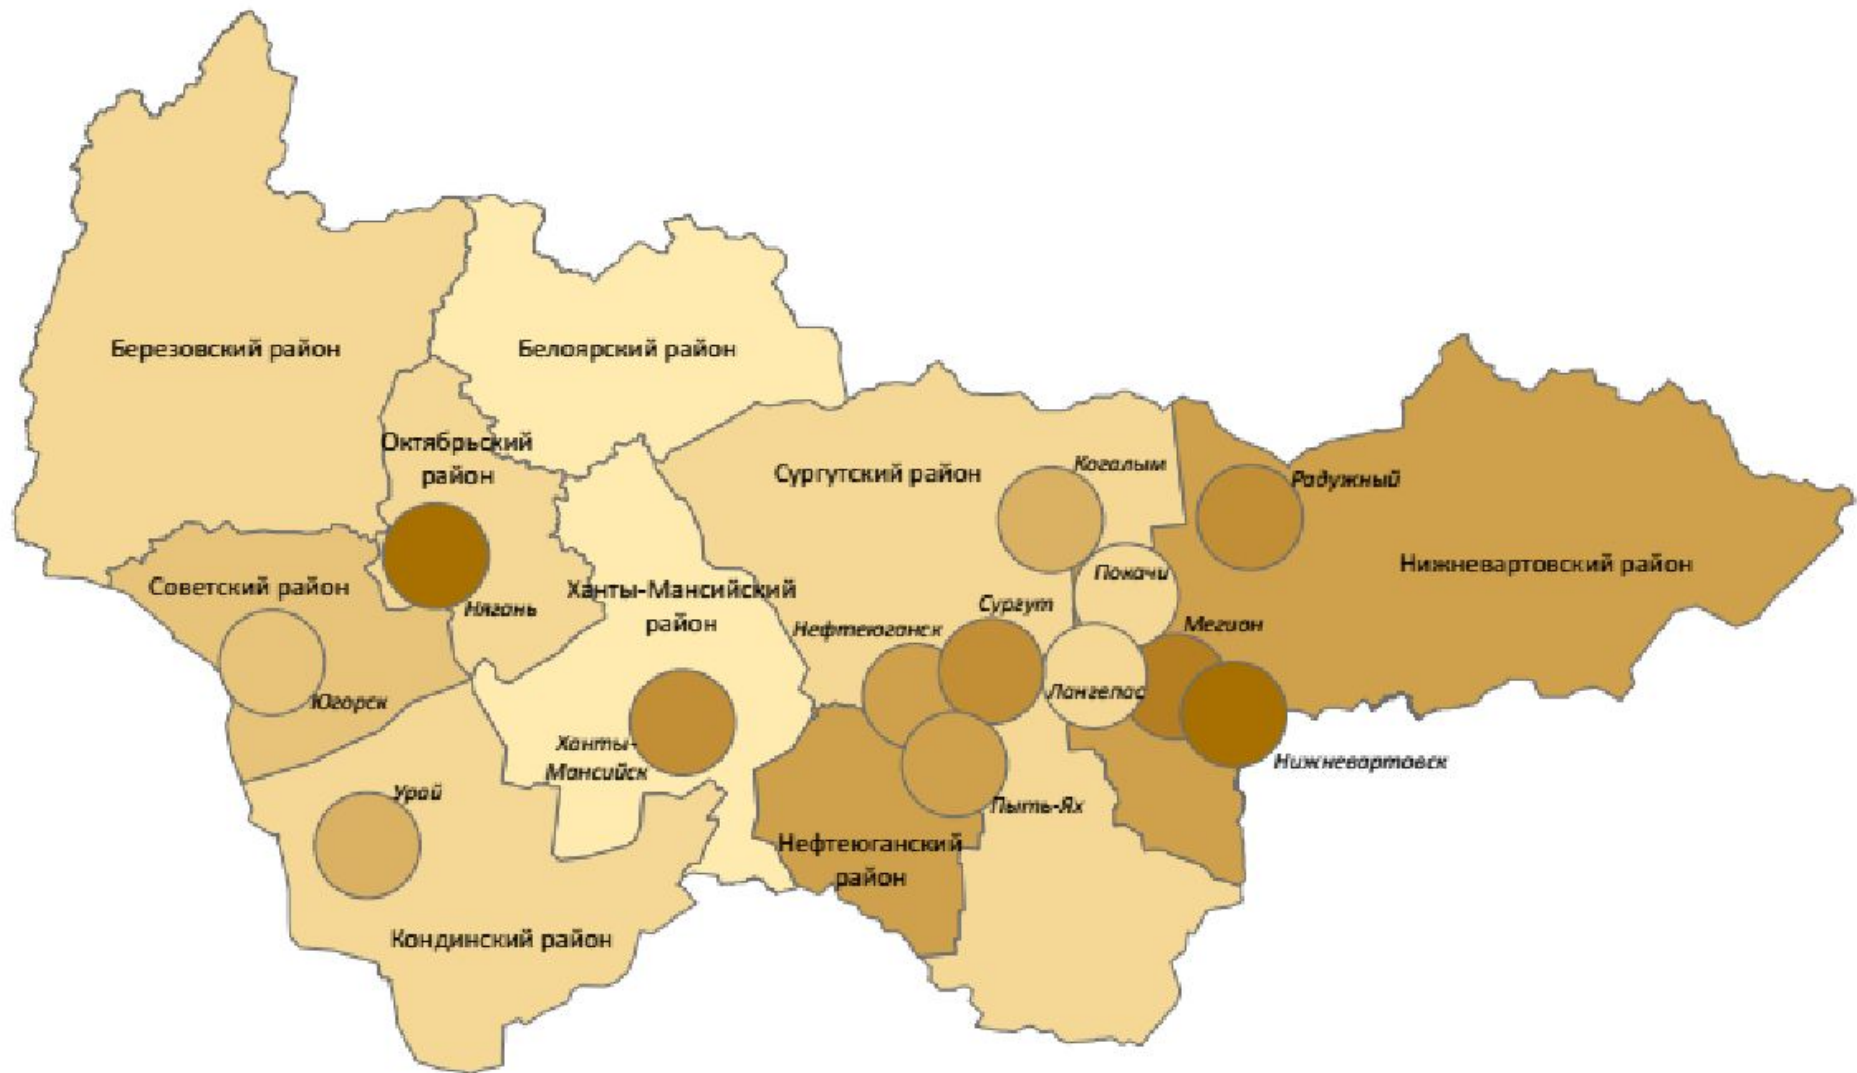 Березовский район
Белоярский район
Октябрьский
район
Сургутский район
Когалым
Радужный
Нижневартовский район
Советский район
Нягань
Ханты-Мансийский
район
Покачи
Сургут
Нефтеюганск
Мегион
Югорск
Лангепас
Ханты-
Мансийск
Нижневартовск
Урай
Пыть-Ях
Нефтеюганский
район
Кондинский район